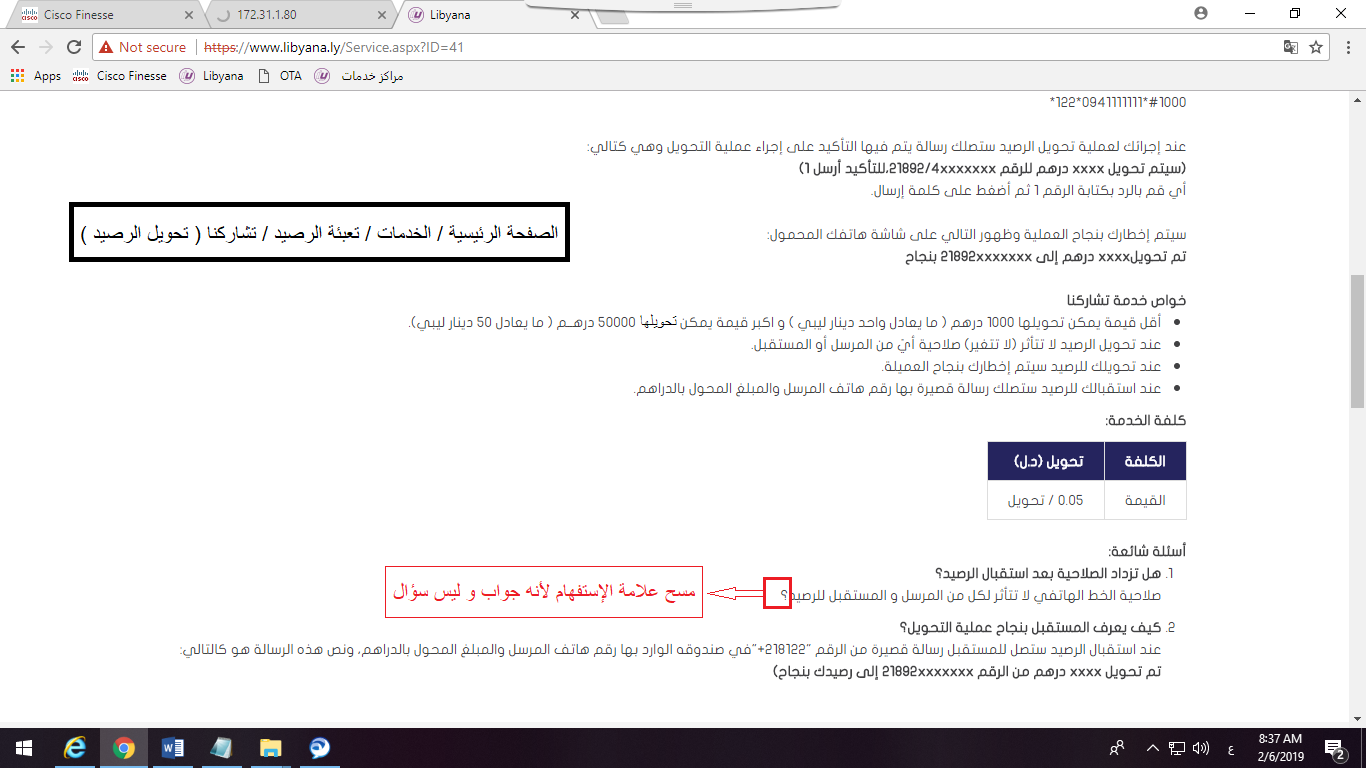 Cisco Finesse
172.31.1.80
Libyana
Not secure
https://www.libyana.ly/Service.aspx?ID=41
Apps
Cisco Finesse
Libyana
OTA
مراكز خدمات
*122*0941111111*#1000
عند إجرائك لعملية تحويل الرصيد ستصلك رسالة يتم فيها التأكيد على إجراء عملية التحويل وهي كتالي:
(سيتم تحويل xxxx درهم للرقم 21892/4xxxxxxx،للتأكيد أرسل 1)
أي قم بالرد بكتابة الرقم 1 ثم أضغط على كلمة إرسال.
الصفحة الرئيسية / الخدمات / تعبئة الرصيد / تشاركنا ( تحويل الرصيد )
سيتم إخطارك بنجاح العملية وظهور التالي على شاشة هاتفك المحمول:
تم تحويلxxxx درهم إلى 21892xxxxxxx بنجاح
خواص خدمة تشاركنا
أقل قيمة يمكن تحويلها 1000 درهم ( ما يعادل واحد دينار ليبي ) و اكبر قيمة يمكن تحويلها 50000 درهــم ( ما يعادل 50 دينار ليبي).
عند تحويل الرصيد لا تتأثر (لا تتغير) صلاحية أيّ من المرسل أو المستقبل.
عند تحويلك للرصيد سيتم إخطارك بنجاح العميلة.
عند استقبالك للرصيد ستصلك رسالة قصيرة بها رقم هاتف المرسل والمبلغ المحول بالدراهم.
كلفة الخدمة:
الكلفة تحويل (د.ل)
القيمة 0.05 / تحويل
أسئلة شائعة:
1. هل تزداد الصلاحية بعد استقبال الرصيد؟
صلاحية الخط الهاتفي لا تتأثر لكل من المرسل و المستقبل للرصيد؟
مسح علامة الإستفهام لأنه جواب و ليس سؤال
2. كيف يعرف المستقبل بنجاح عملية التحويل؟
عند استقبال الرصيد ستصل للمستقبل رسالة قصيرة من الرقم "218122+"في صندوقه الوارد بها رقم هاتف المرسل والمبلغ المحول بالدراهم، ونص هذه الرسالة هو كالتالي:
تم تحويل xxxx درهم من الرقم 21892xxxxxxx إلى رصيدك بنجاح)
ع
8:37 AM
2/6/2019
2